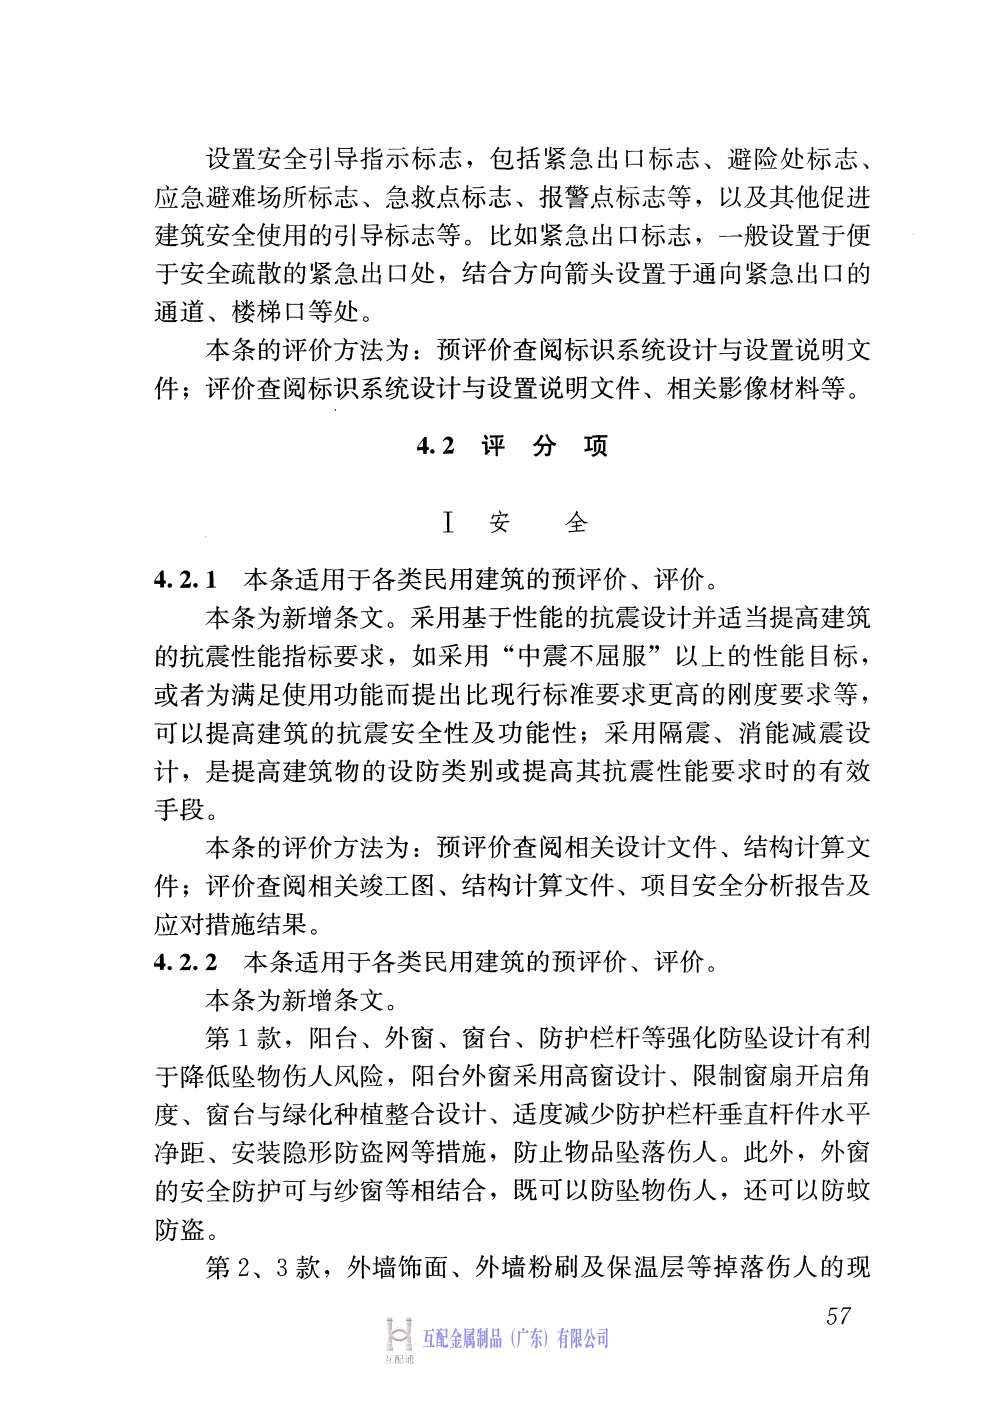 设置安全引导指示标志，包括紧急出口标志、避险处标志、
应急避难场所标志、急救点标志、报警点标志等，以及其他促进
建筑安全使用的引导标志等。比如紧急出口标志，一般设置于便
于安全疏散的紧急出口处，结合方向箭头设置于通向紧急出口的
通道、楼梯口等处。
本条的评价方法为：预评价查阅标识系统设计与设置说明文
件；评价查阅标识系统设计与设置说明文件、相关影像材料等。
4.2 评 分 项
Ⅰ 安 全
4.2.1 本条适用于各类民用建筑的预评价、评价。
本条为新增条文。采用基于性能的抗震设计并适当提高建筑
的抗震性能指标要求，如采用“中震不屈服”以上的性能目标，
或者为满足使用功能而提出比现行标准要求更高的刚度要求等，
可以提高建筑的抗震安全性及功能性；采用隔震、消能减震设
计，是提高建筑物的设防类别或提高其抗震性能要求时的有效
手段。
本条的评价方法为：预评价查阅相关设计文件、结构计算文
件；评价查阅相关竣工图、结构计算文件、项目安全分析报告及
应对措施结果。
4.2.2 本条适用于各类民用建筑的预评价、评价。
本条为新增条文。
第1款，阳台、外窗、窗台、防护栏杆等强化防坠设计有利
于降低坠物伤人风险，阳台外窗采用高窗设计、限制窗扇开启角
度、窗台与绿化种植整合设计、适度减少防护栏杆垂直杆件水平
净距、安装隐形防盗网等措施，防止物品坠落伤人。此外，外窗
的安全防护可与纱窗等相结合，既可以防坠物伤人，还可以防蚊
防盗。
第2、3款，外墙饰面、外墙粉刷及保温层等掉落伤人的现
57
互配金属制品（广东）有限公司
互配通